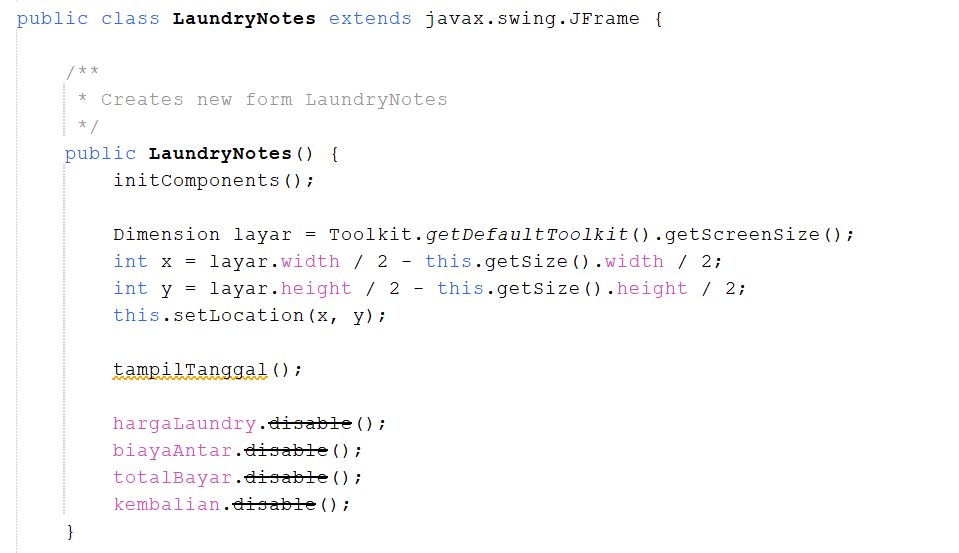 public class LaundryNotes extends javax.swing.JFrame {
/**
* Creates new form LaundryNotes
*/
public LaundryNotes() {
initComponents();
Dimension layar = Toolkit.getDefaultToolkit().getScreenSize();
int x = layar.width / 2 - this.getSize().width / 2;
int y = layar.height / 2 - this.getSize().height / 2;
this.setLocation(x, y);
tampilTanggal();
hargaLaundry.disable();
biayaAntar.disable();
totalBayar.disable();
kembalian.disable();
}